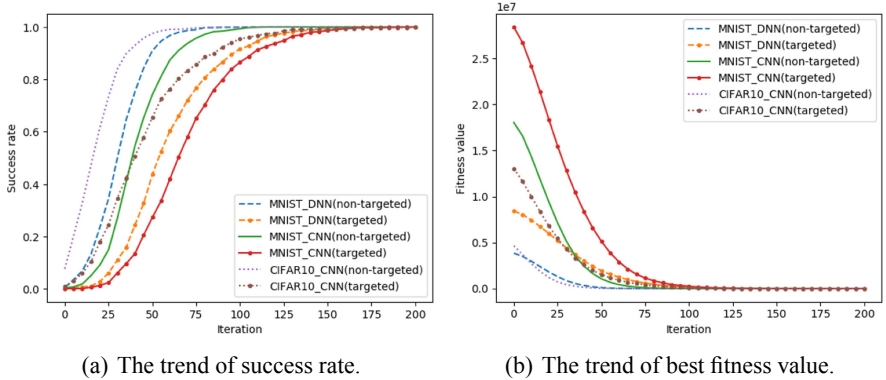 1.0
0.8
0.6
0.4
0.2
0.0
Success rate
MNIST_DNN(non-targeted)
MNIST_DNN(targeted)
MNIST_CNN(non-targeted)
MNIST_CNN(targeted)
CIFAR10_CNN(non-targeted)
CIFAR10_CNN(targeted)
0 25 50 75 100 125 150 175 200
Iteration
(a) The trend of success rate.
1e7
2.5
2.0
1.5
1.0
0.5
0.0
Fitness value
MNIST_DNN(non-targeted)
MNIST_DNN(targeted)
MNIST_CNN(non-targeted)
MNIST_CNN(targeted)
CIFAR10_CNN(non-targeted)
CIFAR10_CNN(targeted)
0 25 50 75 100 125 150 175 200
Iteration
(b) The trend of best fitness value.